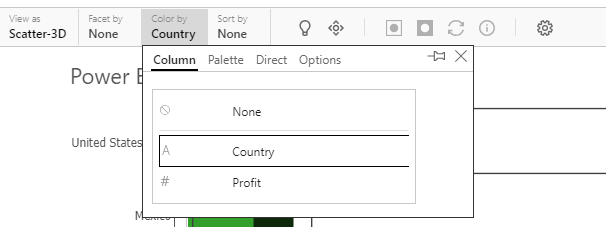 View as
Scatter-3D
Facet by
None
Color by
Country
Sort by
None
Column
Palette
Direct
Options
Power
None
United States
A
Country
#
Profit
Mexico